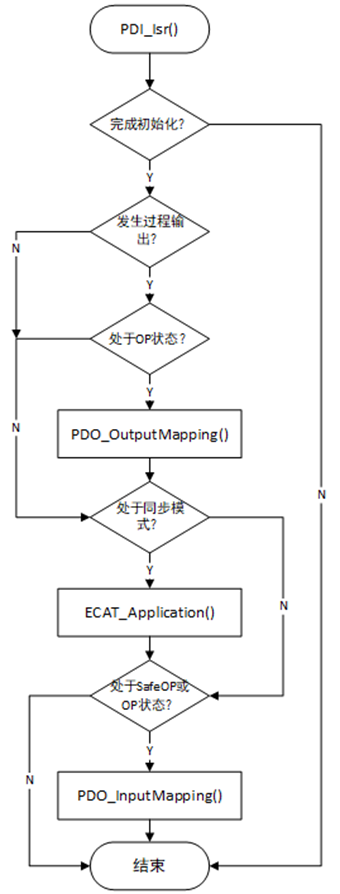 PDI_Isr()
完成初始化?
Y
发生过程输
出?
N
Y
处于OP状态?
Y
N
PDO_OutputMapping()
处于同步模
式?
N
Y
N
ECAT_Application()
处于SafeOP或
OP状态?
Y
N
PDO_InputMapping()
结束